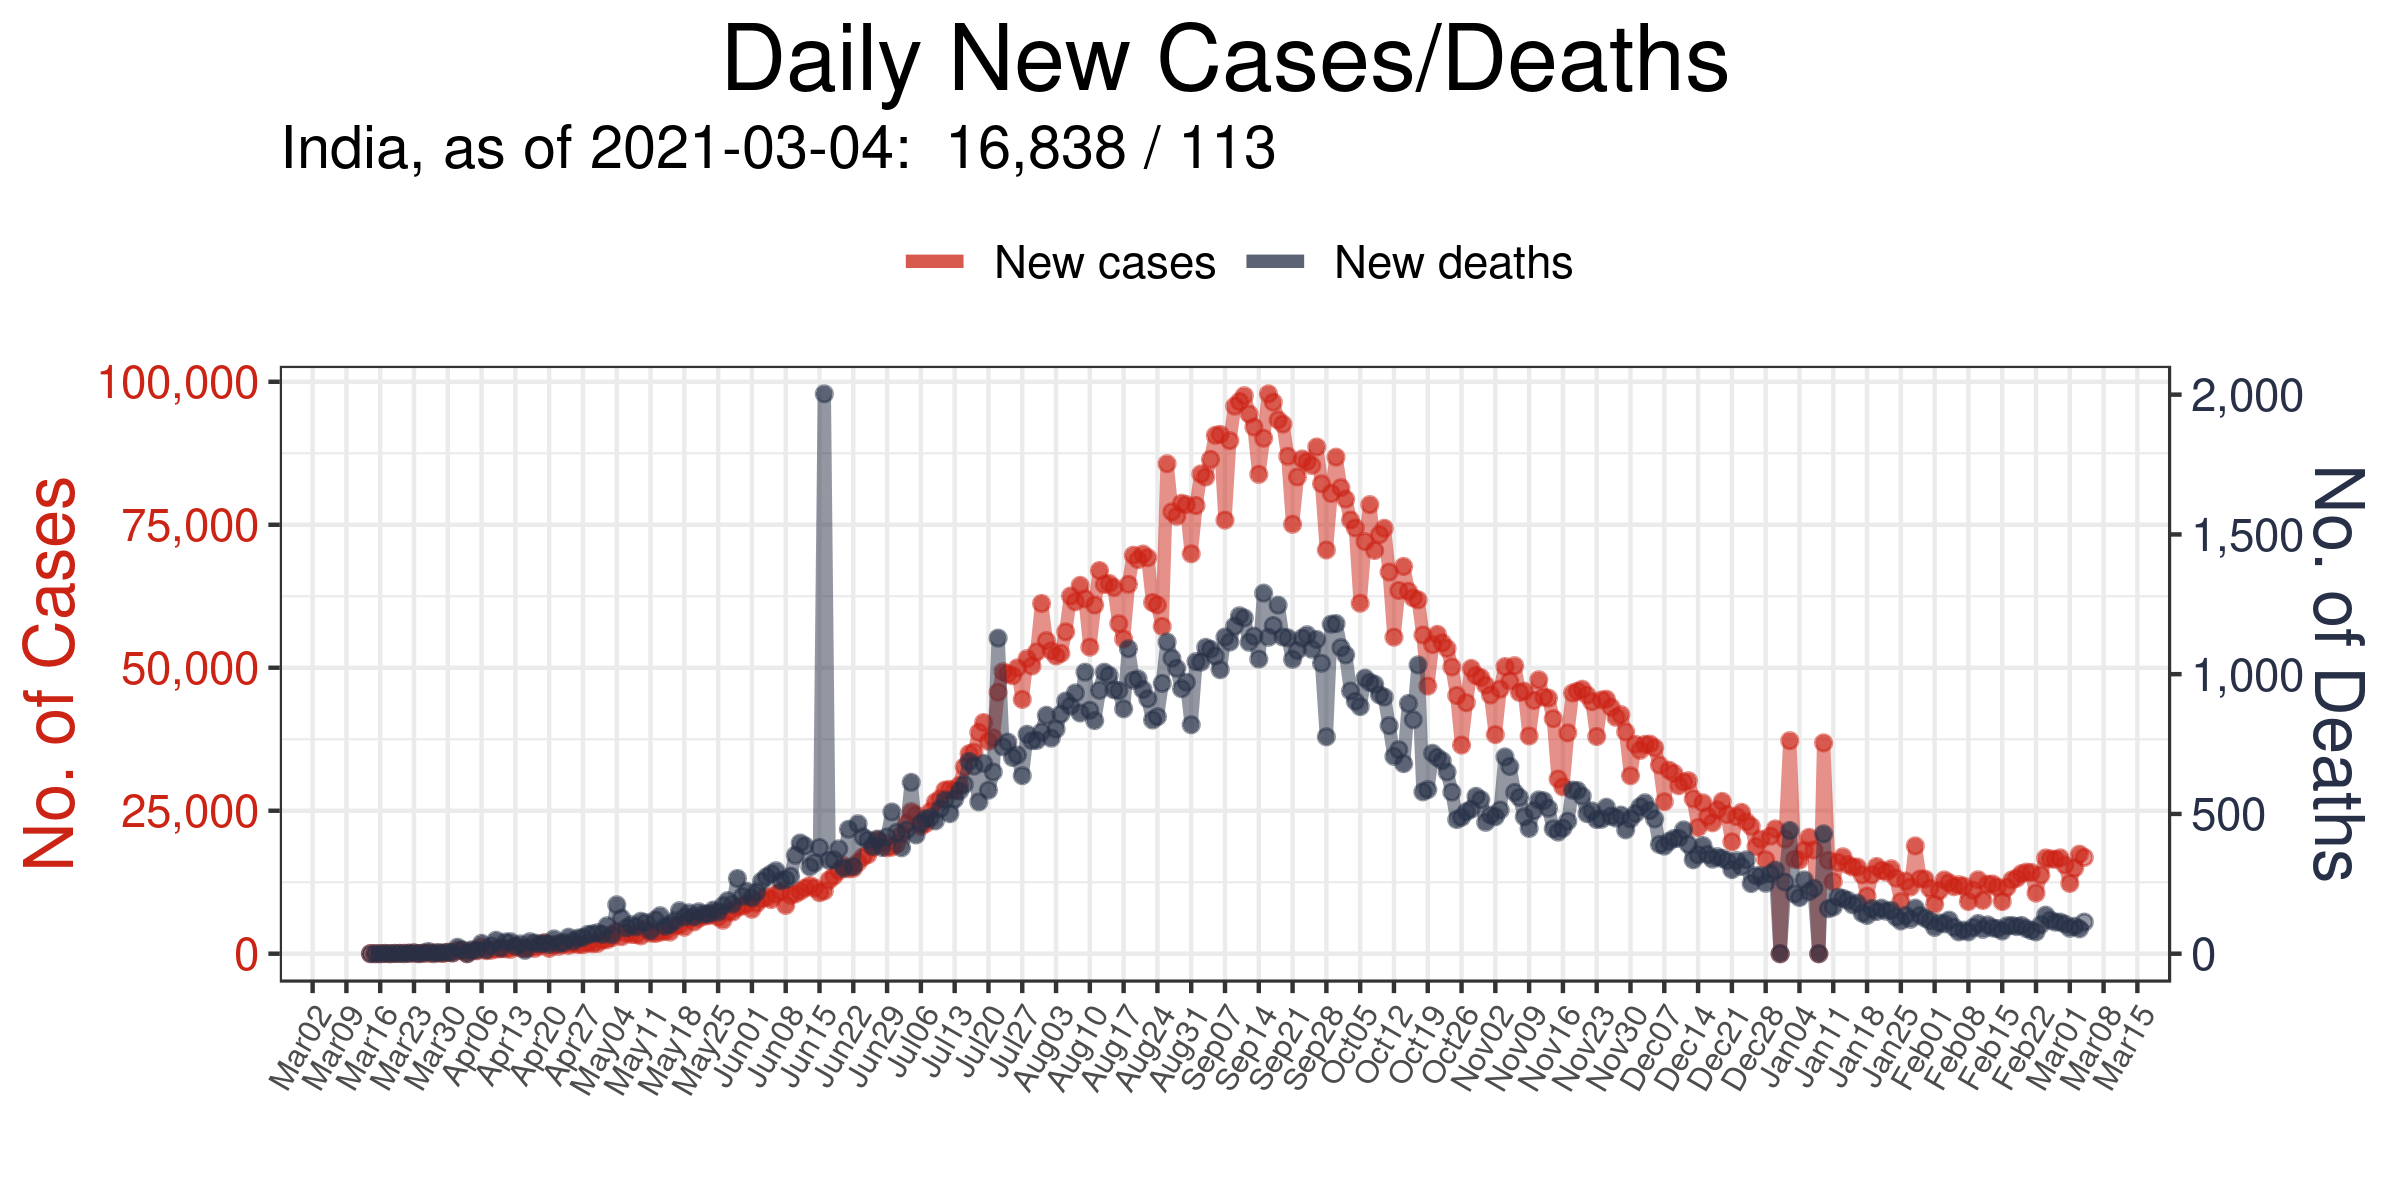 Daily New Cases/Deaths
India, as of 2021-03-04: 16,838 / 113
New cases
New deaths
No. of Cases
100,000
75,000
50,000
25,000
0
2,000
1,500
1,000
500
0
No. of Deaths
Mar02
Mar09
Mar16
Mar23
Mar30
Apr06
Apr13
Apr20
Apr27
May04
May11
May18
May25
Jun01
Jun08
Jun15
Jun22
Jun29
Jul06
Jul13
Jul20
Jul27
Aug03
Aug10
Aug17
Aug24
Aug31
Sep07
Sep14
Sep21
Sep28
Oct05
Oct12
Oct19
Oct26
Nov02
Nov09
Nov16
Nov23
Nov30
Dec07
Dec14
Dec21
Dec28
Jan04
Jan11
Jan18
Jan25
Feb01
Feb08
Feb15
Feb22
Mar01
Mar08
Mar15